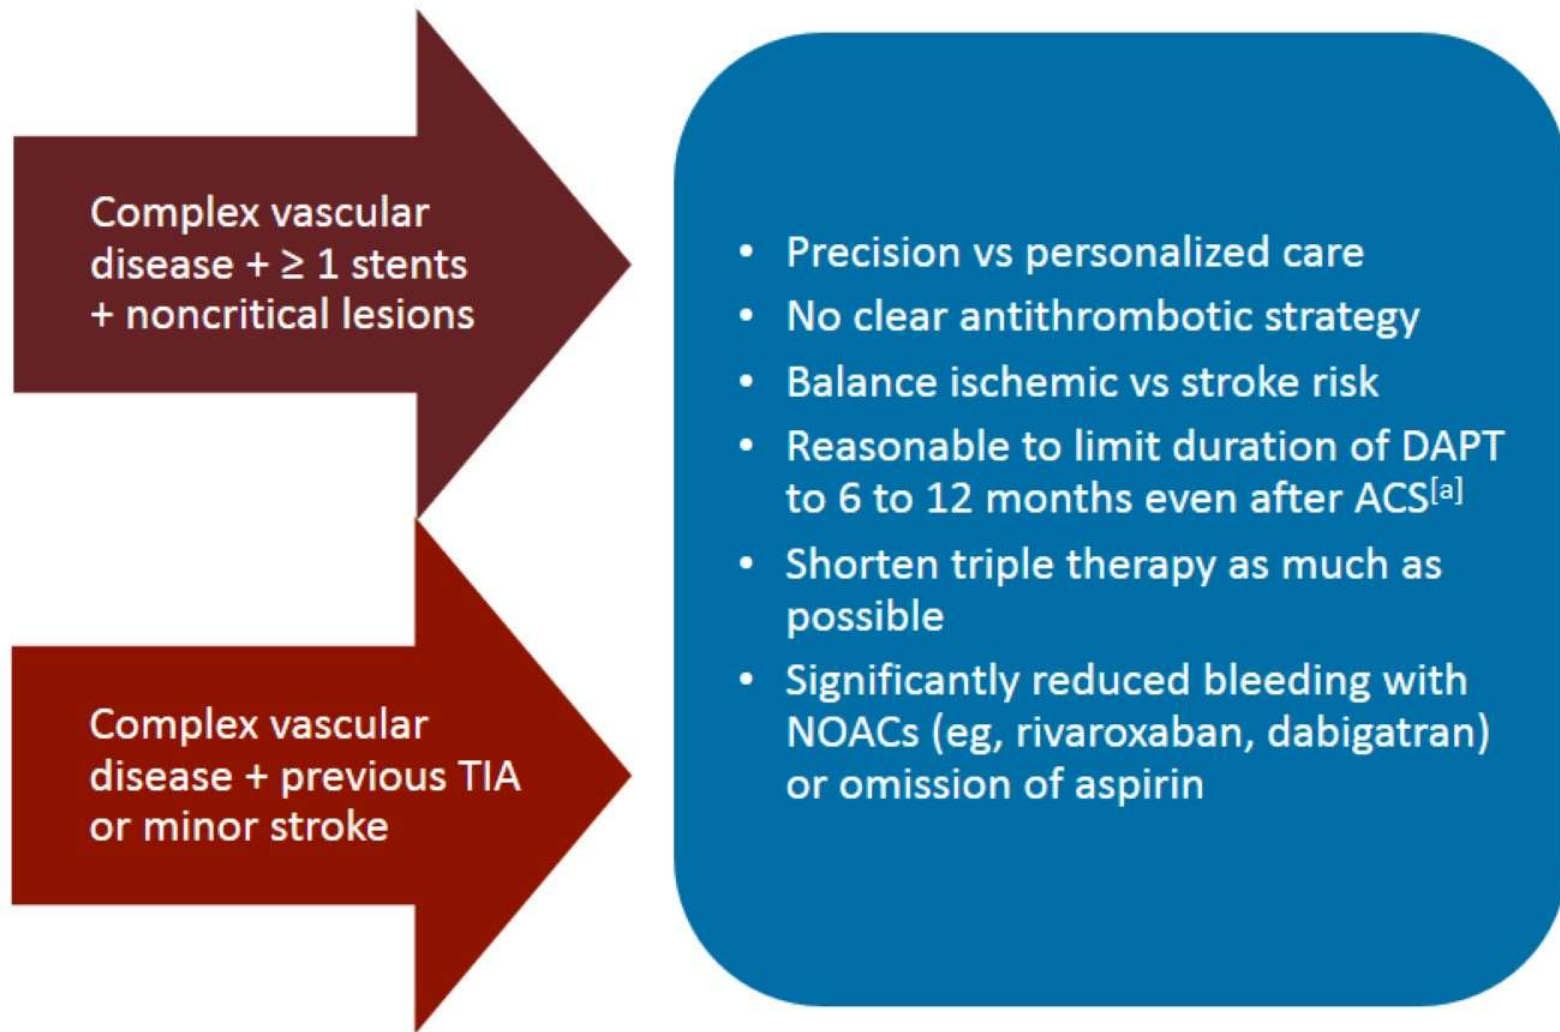 Complex vascular
disease + ≥ 1 stents
+ noncritical lesions
Complex vascular
disease + previous TIA
or minor stroke
• Precision vs personalized care
• No clear antithrombotic strategy
• Balance ischemic vs stroke risk
• Reasonable to limit duration of DAPT
to 6 to 12 months even after ACS[a]
• Shorten triple therapy as much as
possible
• Significantly reduced bleeding with
NOACs (eg, rivaroxaban, dabigatran)
or omission of aspirin